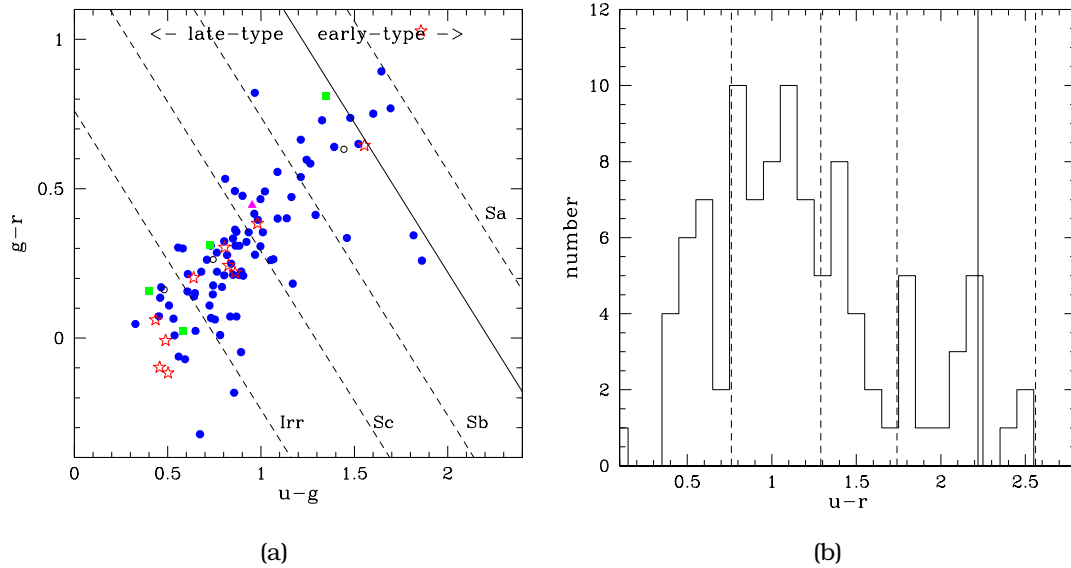 <- late-type early-type ->
1
0.5
0
g-r
Sa
Irr
Sc
Sb
0 0.5 1 1.5 2
u-g
(a)
12
10
8
6
4
2
0
number
0.5 1 1.5 2 2.5
u-r
(b)